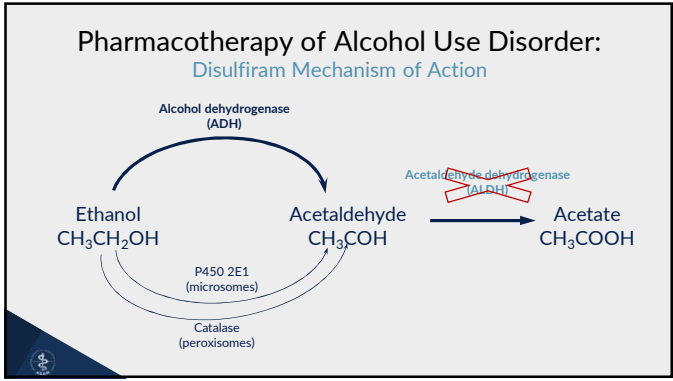 Pharmacotherapy of Alcohol Use Disorder:
Disulfiram Mechanism of Action
Alcohol dehydrogenase
(ADH)
Acetaldehyde dehydrogenase
(ALDH)
Ethanol
CH₃CH₂OH
Acetaldehyde
CH₃COH
Acetate
CH₃COOH
P450 2E1
(microsomes)
Catalase
(peroxisomes)